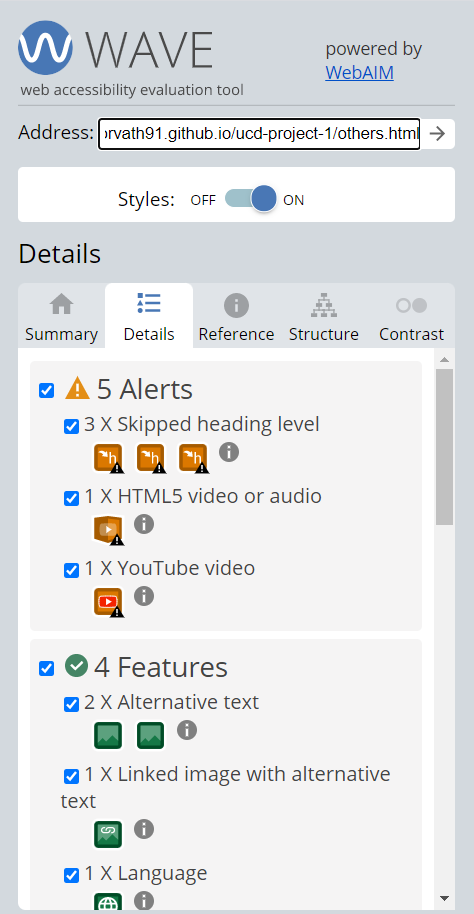 WAVE
web accessibility evaluation tool
powered by
WebAIM
Address: orvath91.github.io/ucd-project-1/others.html
Styles: OFF ON
Details
Summary Details Reference Structure Contrast
5 Alerts
3 X Skipped heading level
h h h
1 X HTML5 video or audio
1 X YouTube video
4 Features
2 X Alternative text
1 X Linked image with alternative
text
1 X Language